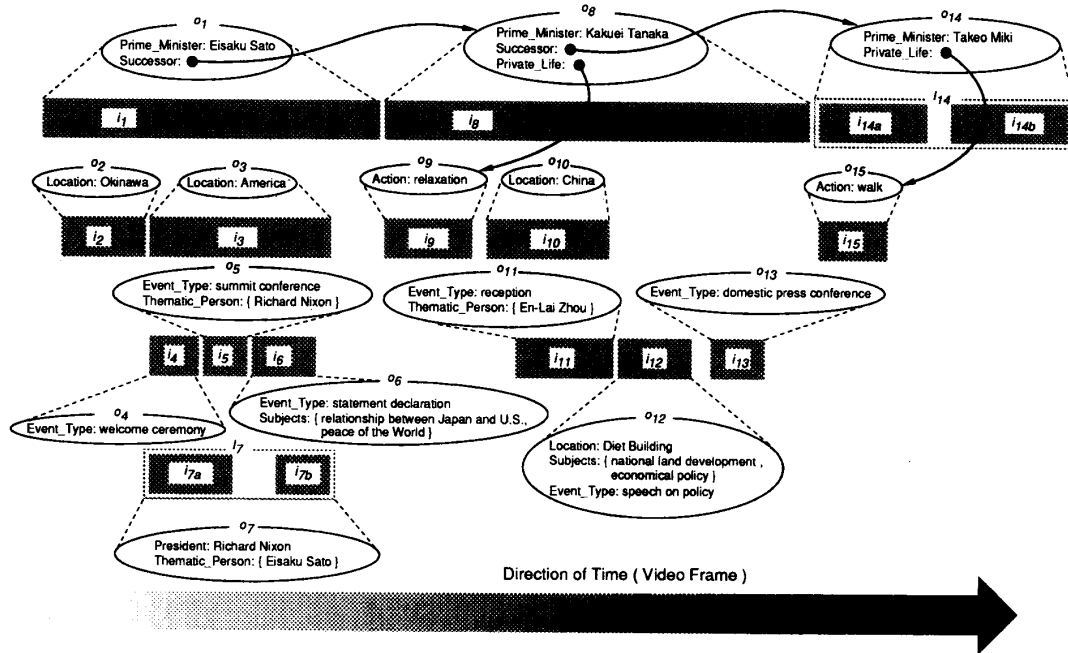 o1
Prime_Minister: Eisaku Sato
Successor:
o8
Prime_Minister: Kakuei Tanaka
Successor:
Private_Life:
o14
Prime_Minister: Takeo Miki
Private_Life:
i1
i8
i14
i14a
i14b
o2
Location: Okinawa
o3
Location: America
o9
Action: relaxation
o10
Location: China
o15
Action: walk
i2
i3
i9
i10
i15
o5
Event_Type: summit conference
Thematic_Person: { Richard Nixon }
o11
Event_Type: reception
Thematic_Person: { En-Lai Zhou }
o13
Event_Type: domestic press conference
i4
i5
i6
i11
i12
i13
o4
Event_Type: welcome ceremony
o6
Event_Type: statement declaration
Subjects: { relationship between Japan and U.S.,
peace of the World }
o12
Location: Diet Building
Subjects: { national land development ,
economical policy }
Event_Type: speech on policy
i7
i7a
i7b
o7
President: Richard Nixon
Thematic_Person: { Eisaku Sato }
Direction of Time ( Video Frame )